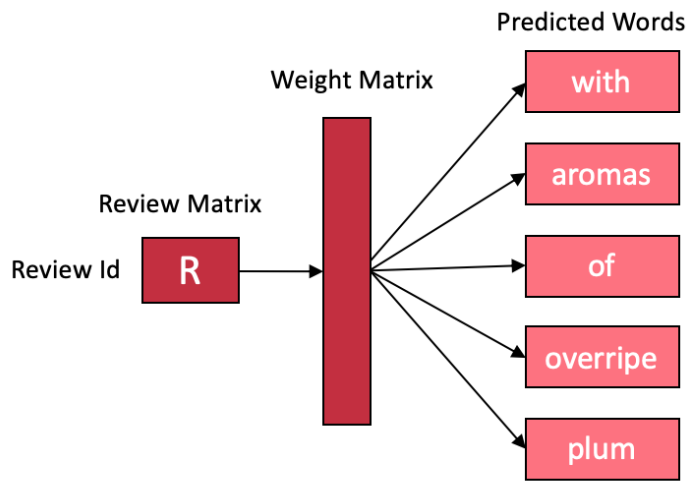 Predicted Words
with
Weight Matrix
aromas
Review Matrix
Review Id
R
of
overripe
plum